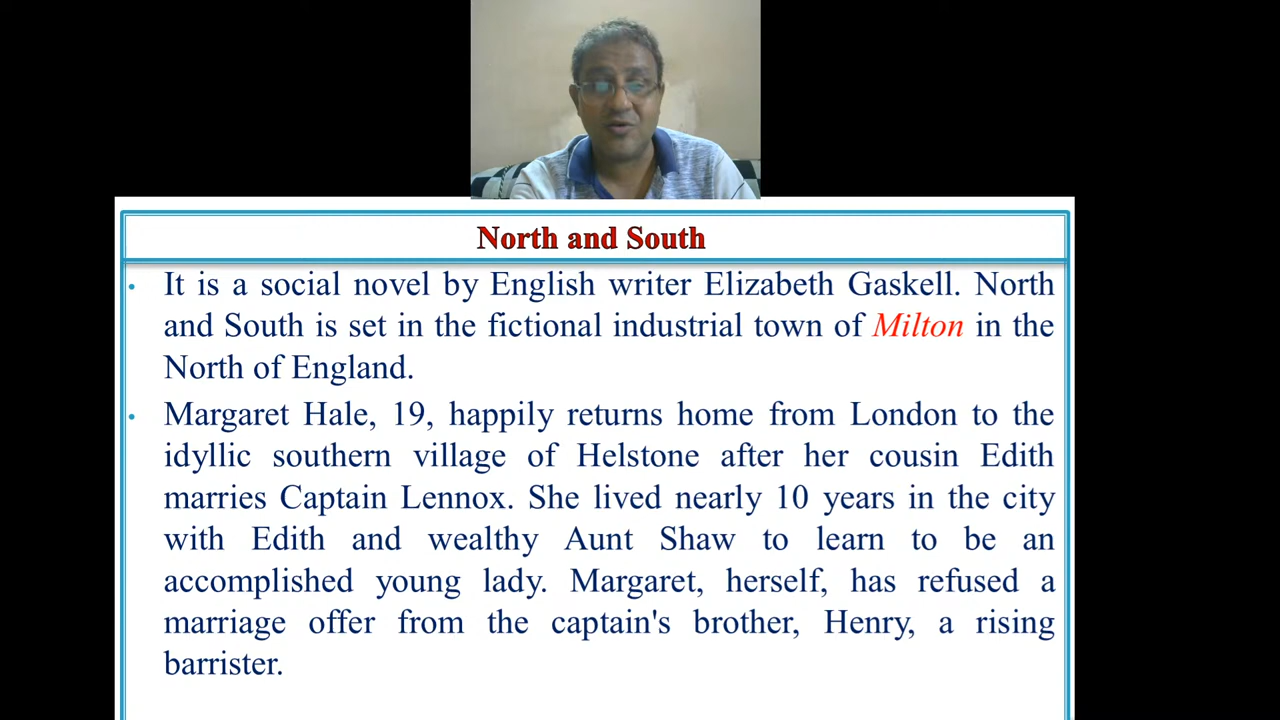 North and South
• It is a social novel by English writer Elizabeth Gaskell. North
and South is set in the fictional industrial town of Milton in the
North of England.
• Margaret Hale, 19, happily returns home from London to the
idyllic southern village of Helstone after her cousin Edith
marries Captain Lennox. She lived nearly 10 years in the city
with Edith and wealthy Aunt Shaw to learn to be an
accomplished young lady. Margaret, herself, has refused a
marriage offer from the captain's brother, Henry, a rising
barrister.